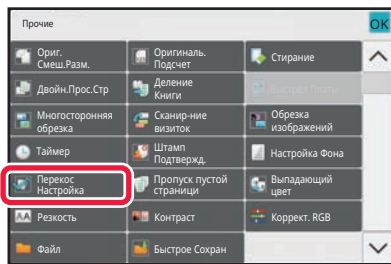 Прочие
OK
Ориг.
Смеш.Разм.
Оригиналь.
Подсчет
Стирание
Двойн.Прос.Стр
Деление
Книги
Многосторонняя
обрезка
Сканир-ние
визиток
Обрезка
изображений
Таймер
Штамп
Подтвержд.
Настройка Фона
Перекос
Настройка
Пропуск пустой
страници
Выпадающий
цвет
AA Резкость
Контраст
Коррект. RGB
Файл
Быстрое Сохран